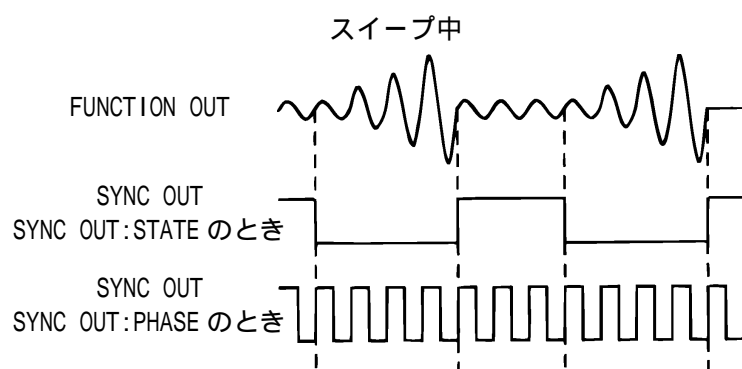 スイープ中
FUNCTION OUT
SYNC OUT
SYNC OUT:STATE のとき
SYNC OUT
SYNC OUT:PHASE のとき